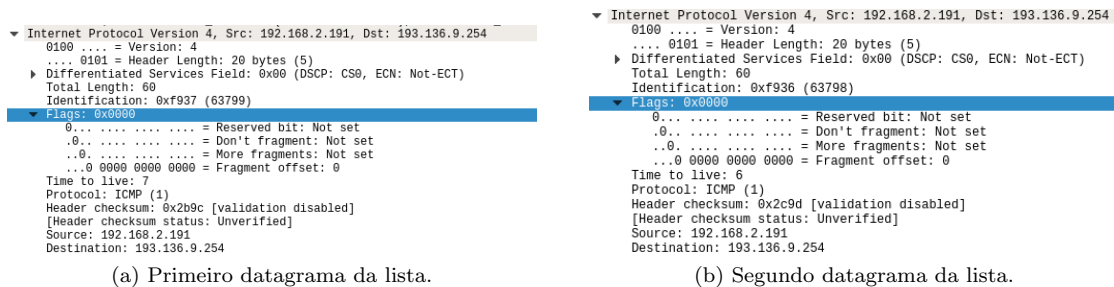 Internet Protocol Version 4, Src: 192.168.2.191, Dst: 193.136.9.254
0100 .... = Version: 4
.... 0101 = Header Length: 20 bytes (5)
Differentiated Services Field: 0x00 (DSCP: CS0, ECN: Not-ECT)
Total Length: 60
Identification: 0xf937 (63799)
Flags: 0x0000
0... .... .... .... = Reserved bit: Not set
.0.. .... .... .... = Don't fragment: Not set
..0. .... .... .... = More fragments: Not set
...0 0000 0000 0000 = Fragment offset: 0
Time to live: 7
Protocol: ICMP (1)
Header checksum: 0x2b9c [validation disabled]
[Header checksum status: Unverified]
Source: 192.168.2.191
Destination: 193.136.9.254
(a) Primeiro datagrama da lista.
Internet Protocol Version 4, Src: 192.168.2.191, Dst: 193.136.9.254
0100 .... = Version: 4
.... 0101 = Header Length: 20 bytes (5)
Differentiated Services Field: 0x00 (DSCP: CS0, ECN: Not-ECT)
Total Length: 60
Identification: 0xf936 (63798)
Flags: 0x0000
0... .... .... .... = Reserved bit: Not set
.0.. .... .... .... = Don't fragment: Not set
..0. .... .... .... = More fragments: Not set
...0 0000 0000 0000 = Fragment offset: 0
Time to live: 6
Protocol: ICMP (1)
Header checksum: 0x2c9d [validation disabled]
[Header checksum status: Unverified]
Source: 192.168.2.191
Destination: 193.136.9.254
(b) Segundo datagrama da lista.